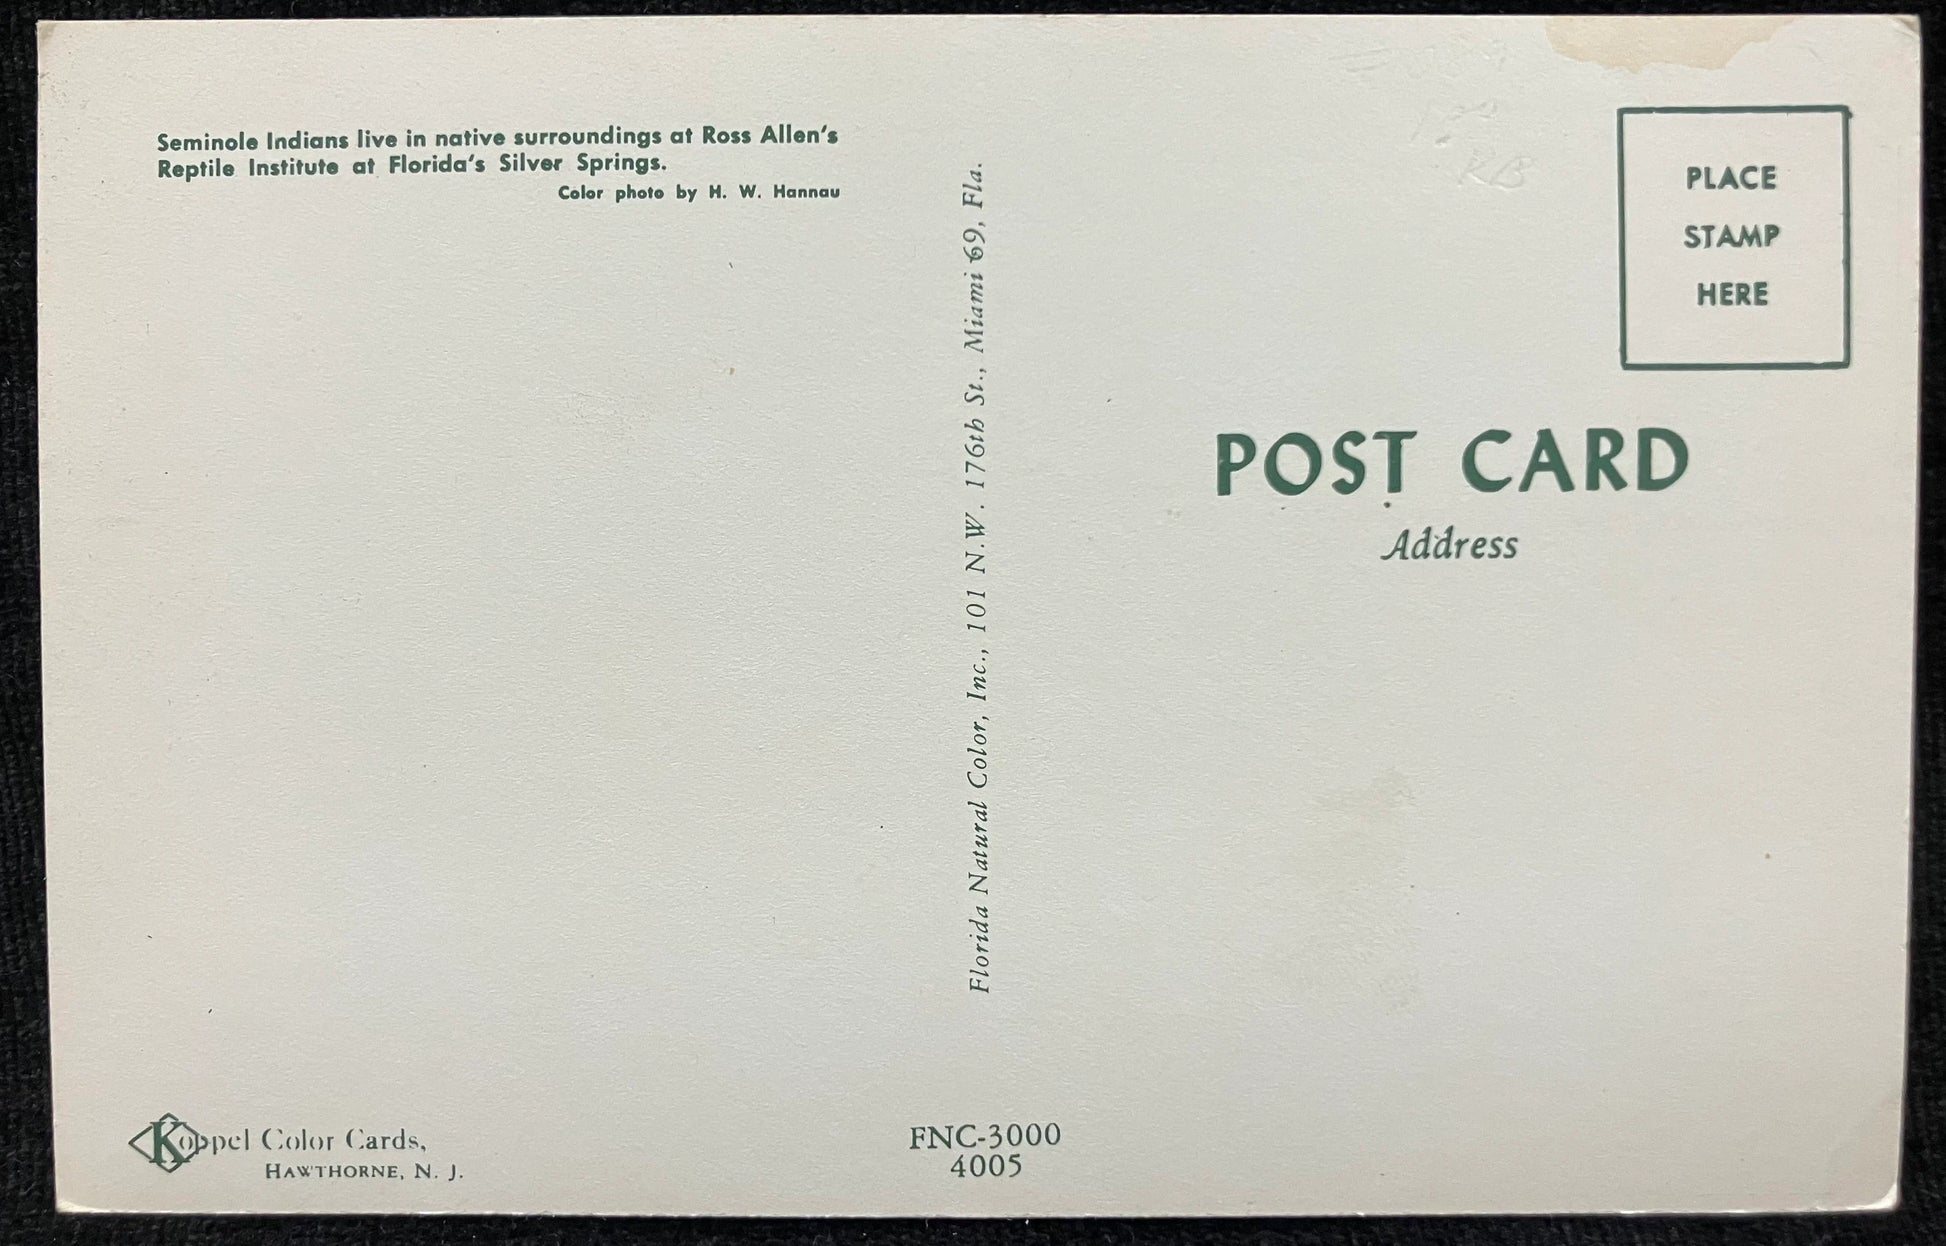 Seminole Indians live in native surroundings at Ross Allen's
Reptile Institute at Florida's Silver Springs.
Color photo by H. W. Hannau
Florida Natural Color, Inc., 101 N.W. 176th St., Miami 69, Fla.
PLACE
STAMP
HERE
POST CARD
Address
Koppel Color Cards,
HAWTHORNE, N. J.
FNC-3000
4005
RB